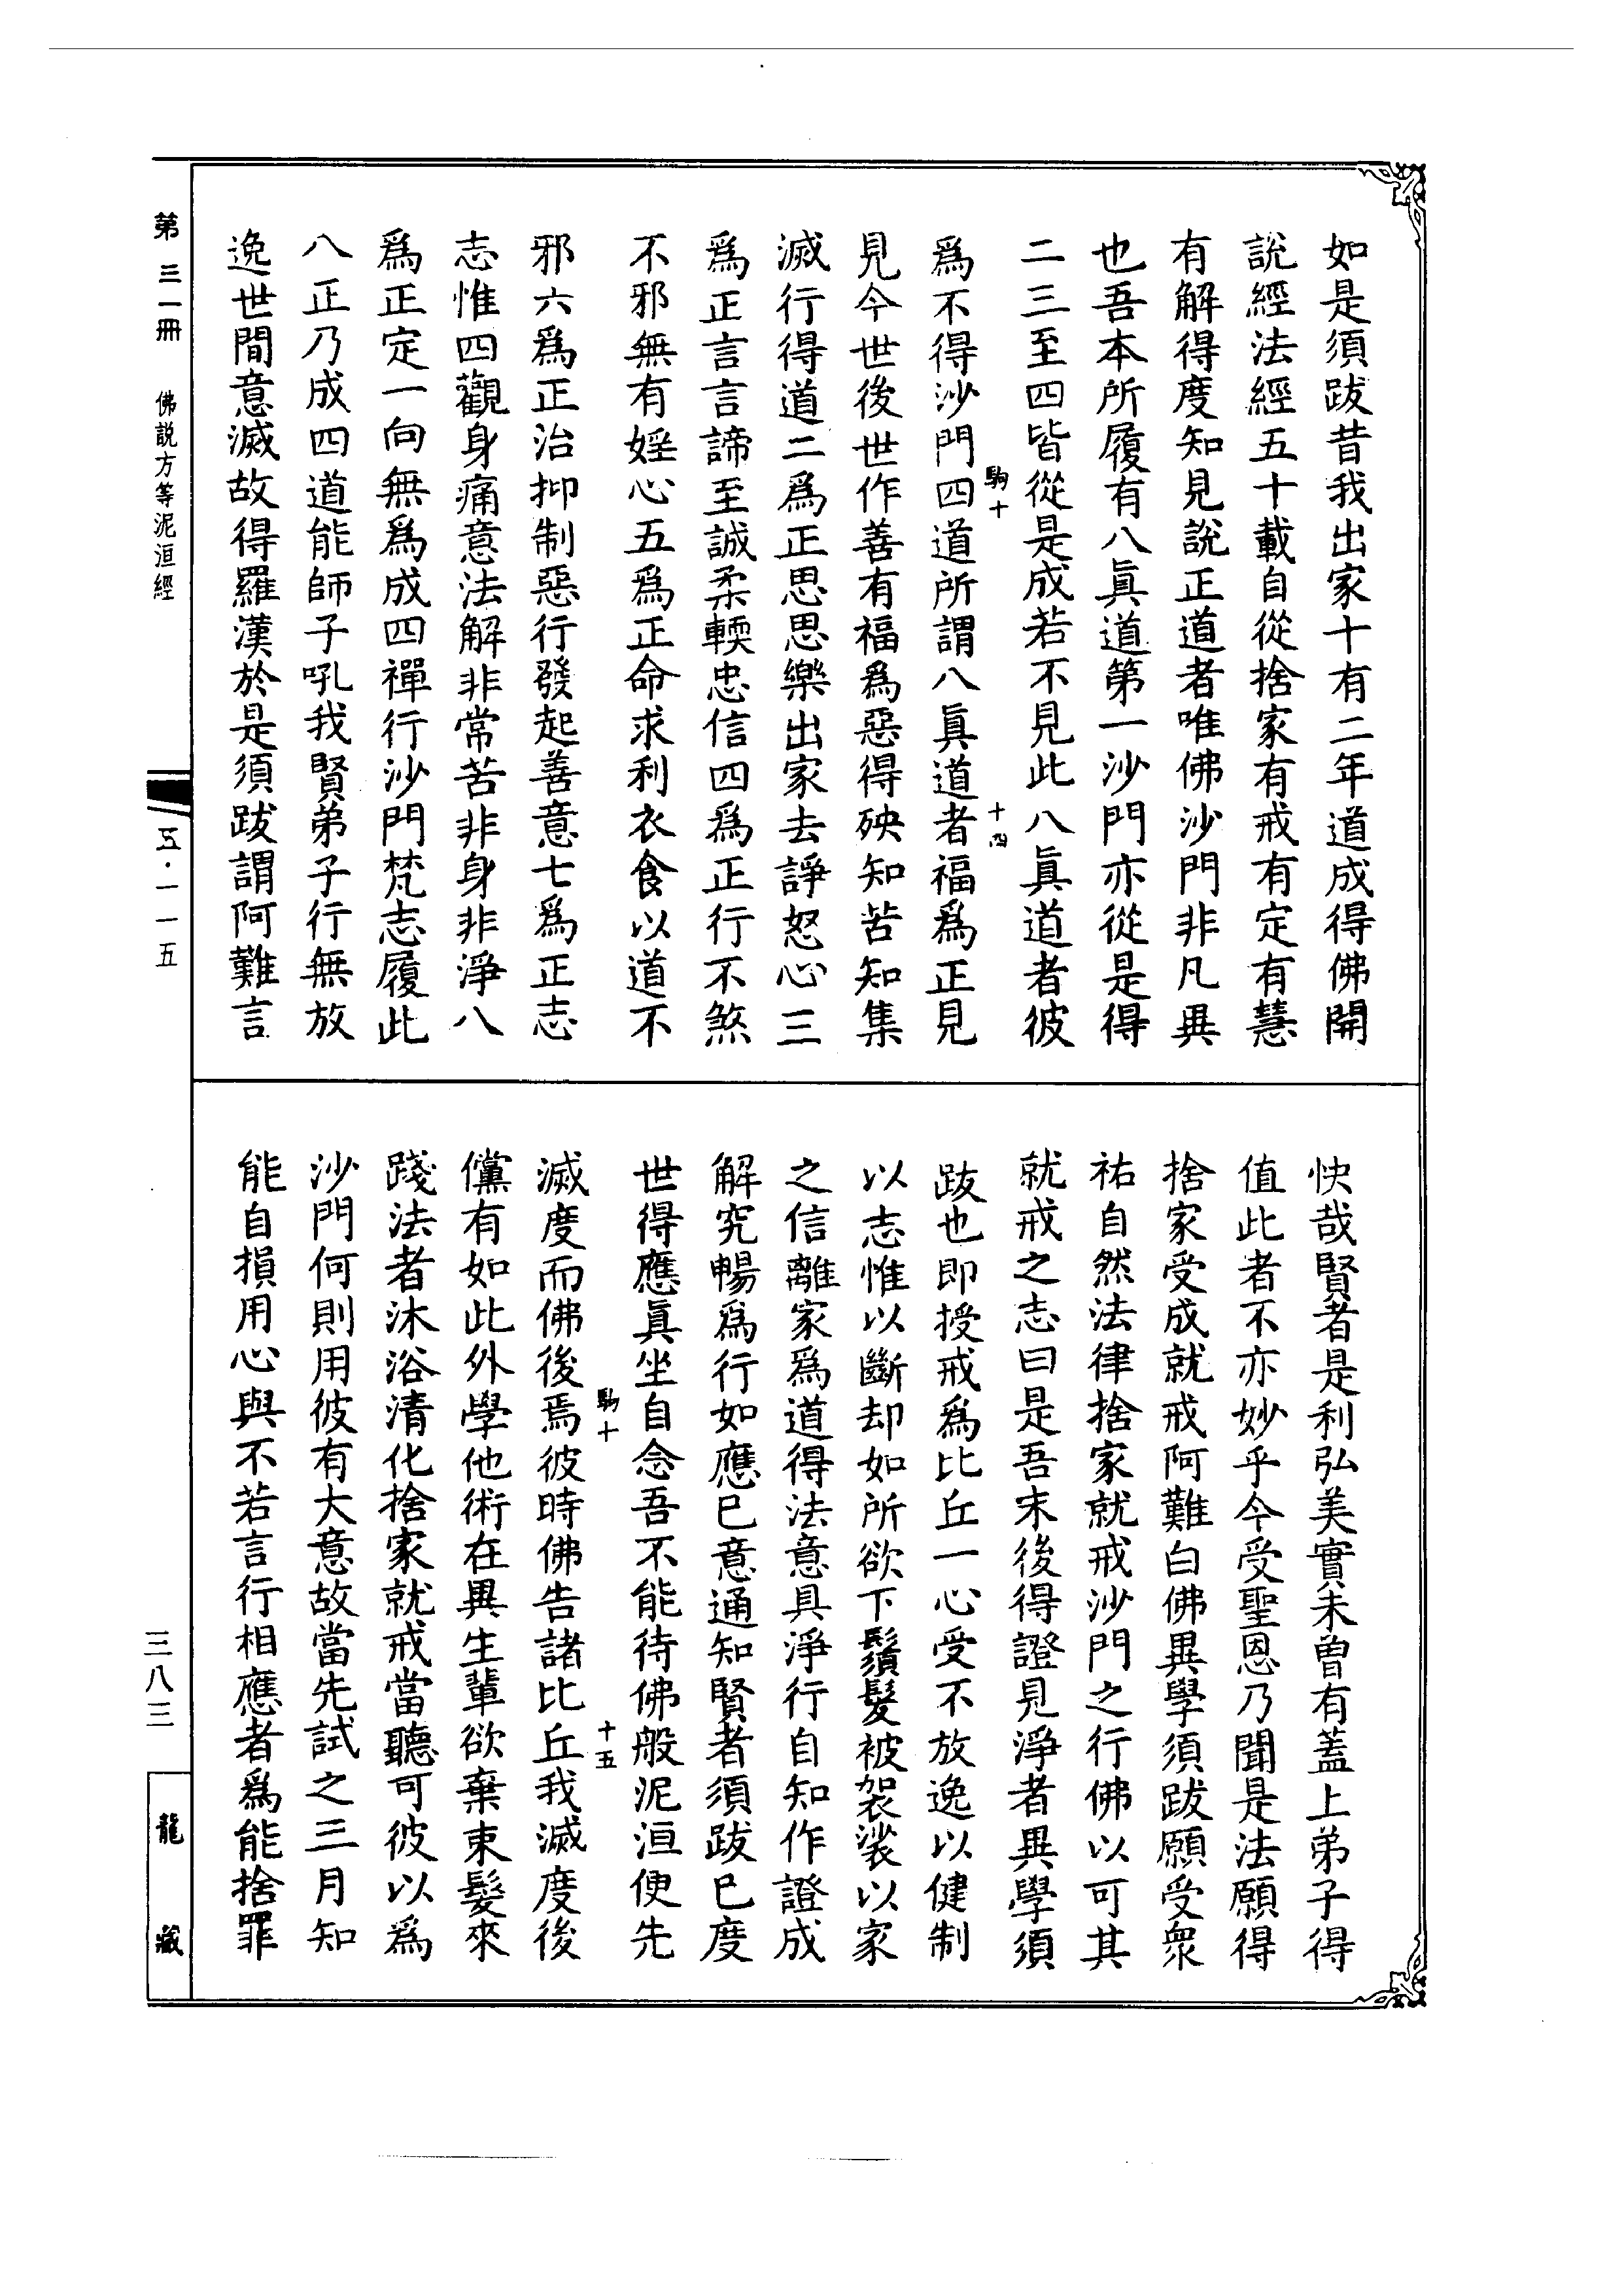 如是須跋昔我出家十有二年道成得佛開
說經法經五十載自從捨家有戒有定有慧
有解得度知見說正道者唯佛沙門非凡異
也吾本所履有八眞道第一沙門亦從是得
二三至四皆從是成若不見此八眞道者彼
駒十
十四
爲不得沙門四道所謂八眞道者福爲正見
見今世後世作善有福爲惡得殃知苦知集
滅行得道二爲正思思樂出家去諍怒心三
爲正言言諦至誠柔輭忠信四爲正行不煞
不邪無有婬心五爲正命求利衣食以道不
邪六爲正治抑制惡行發起善意七爲正志
志惟四觀身痛意法解非常苦非身非淨八
爲正定一向無爲成四禪行沙門梵志履此
八正乃成四道能師子吼我賢弟子行無放
逸世間意滅故得羅漢於是須跋謂阿難言
快哉賢者是利弘美實未曾有蓋上弟子得
值此者不亦妙乎今受聖恩乃聞是法願得
捨家受成就戒阿難白佛異學須跋願受衆
祐自然法律捨家就戒沙門之行佛以可其
就戒之志曰是吾末後得證見淨者異學須
跋也即授戒爲比丘一心受不放逸以健制
以志惟以斷却如所欲下鬚髮被袈裟以家
之信離家爲道得法意具淨行自知作證成
解究暢爲行如應已意通知賢者須跋已度
世得應眞坐自念吾不能待佛般泥洹便先
駒十
十五
滅度而佛後焉彼時佛告諸比丘我滅度後
儻有如此外學他術在異生輩欲棄束髮來
踐法者沐浴清化捨家就戒當聽可彼以爲
沙門何則用彼有大意故當先試之三月知
能自損用心與不若言行相應者爲能捨罪
第三一冊
佛說方等泥洹經
五·一一五
三八三
龍藏